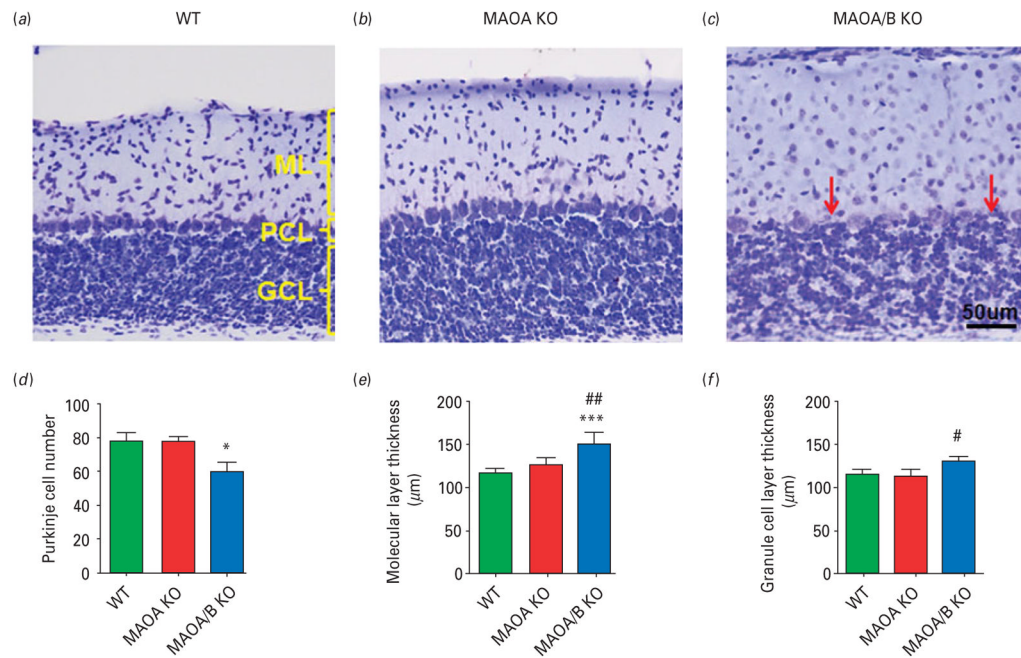 (a) WT
(b) MAOA KO
(c) MAOA/B KO
ML
PCL
GCL
50um
(d)
Purkinje cell number
100
80
60
40
20
0
*
WT
MAOA KO
MAOA/B KO
(e)
Molecular layer thickness
(μm)
200
150
100
50
0
##
***
WT
MAOA KO
MAOA/B KO
(f)
Granule cell layer thickness
(μm)
200
150
100
50
0
#
WT
MAOA KO
MAOA/B KO